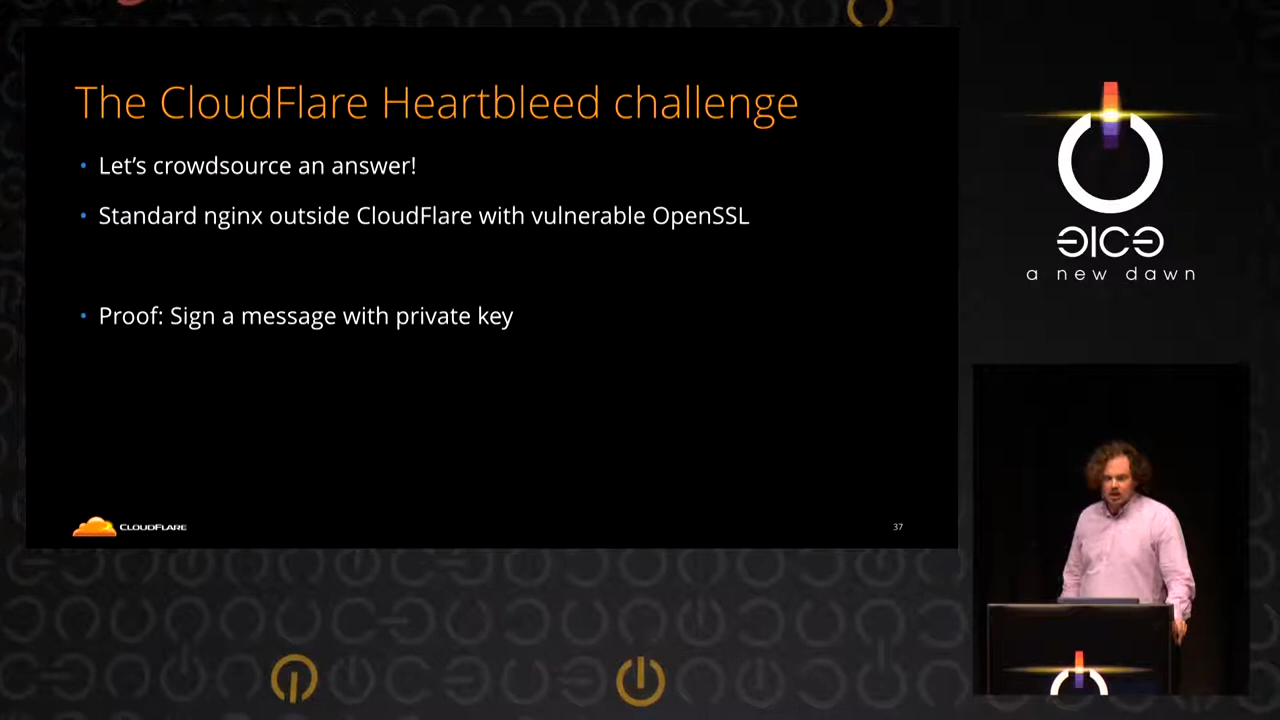 The CloudFlare Heartbleed challenge
• Let's crowdsource an answer!
• Standard nginx outside CloudFlare with vulnerable OpenSSL
• Proof: Sign a message with private key
CLOUDFLARE
37
a new dawn